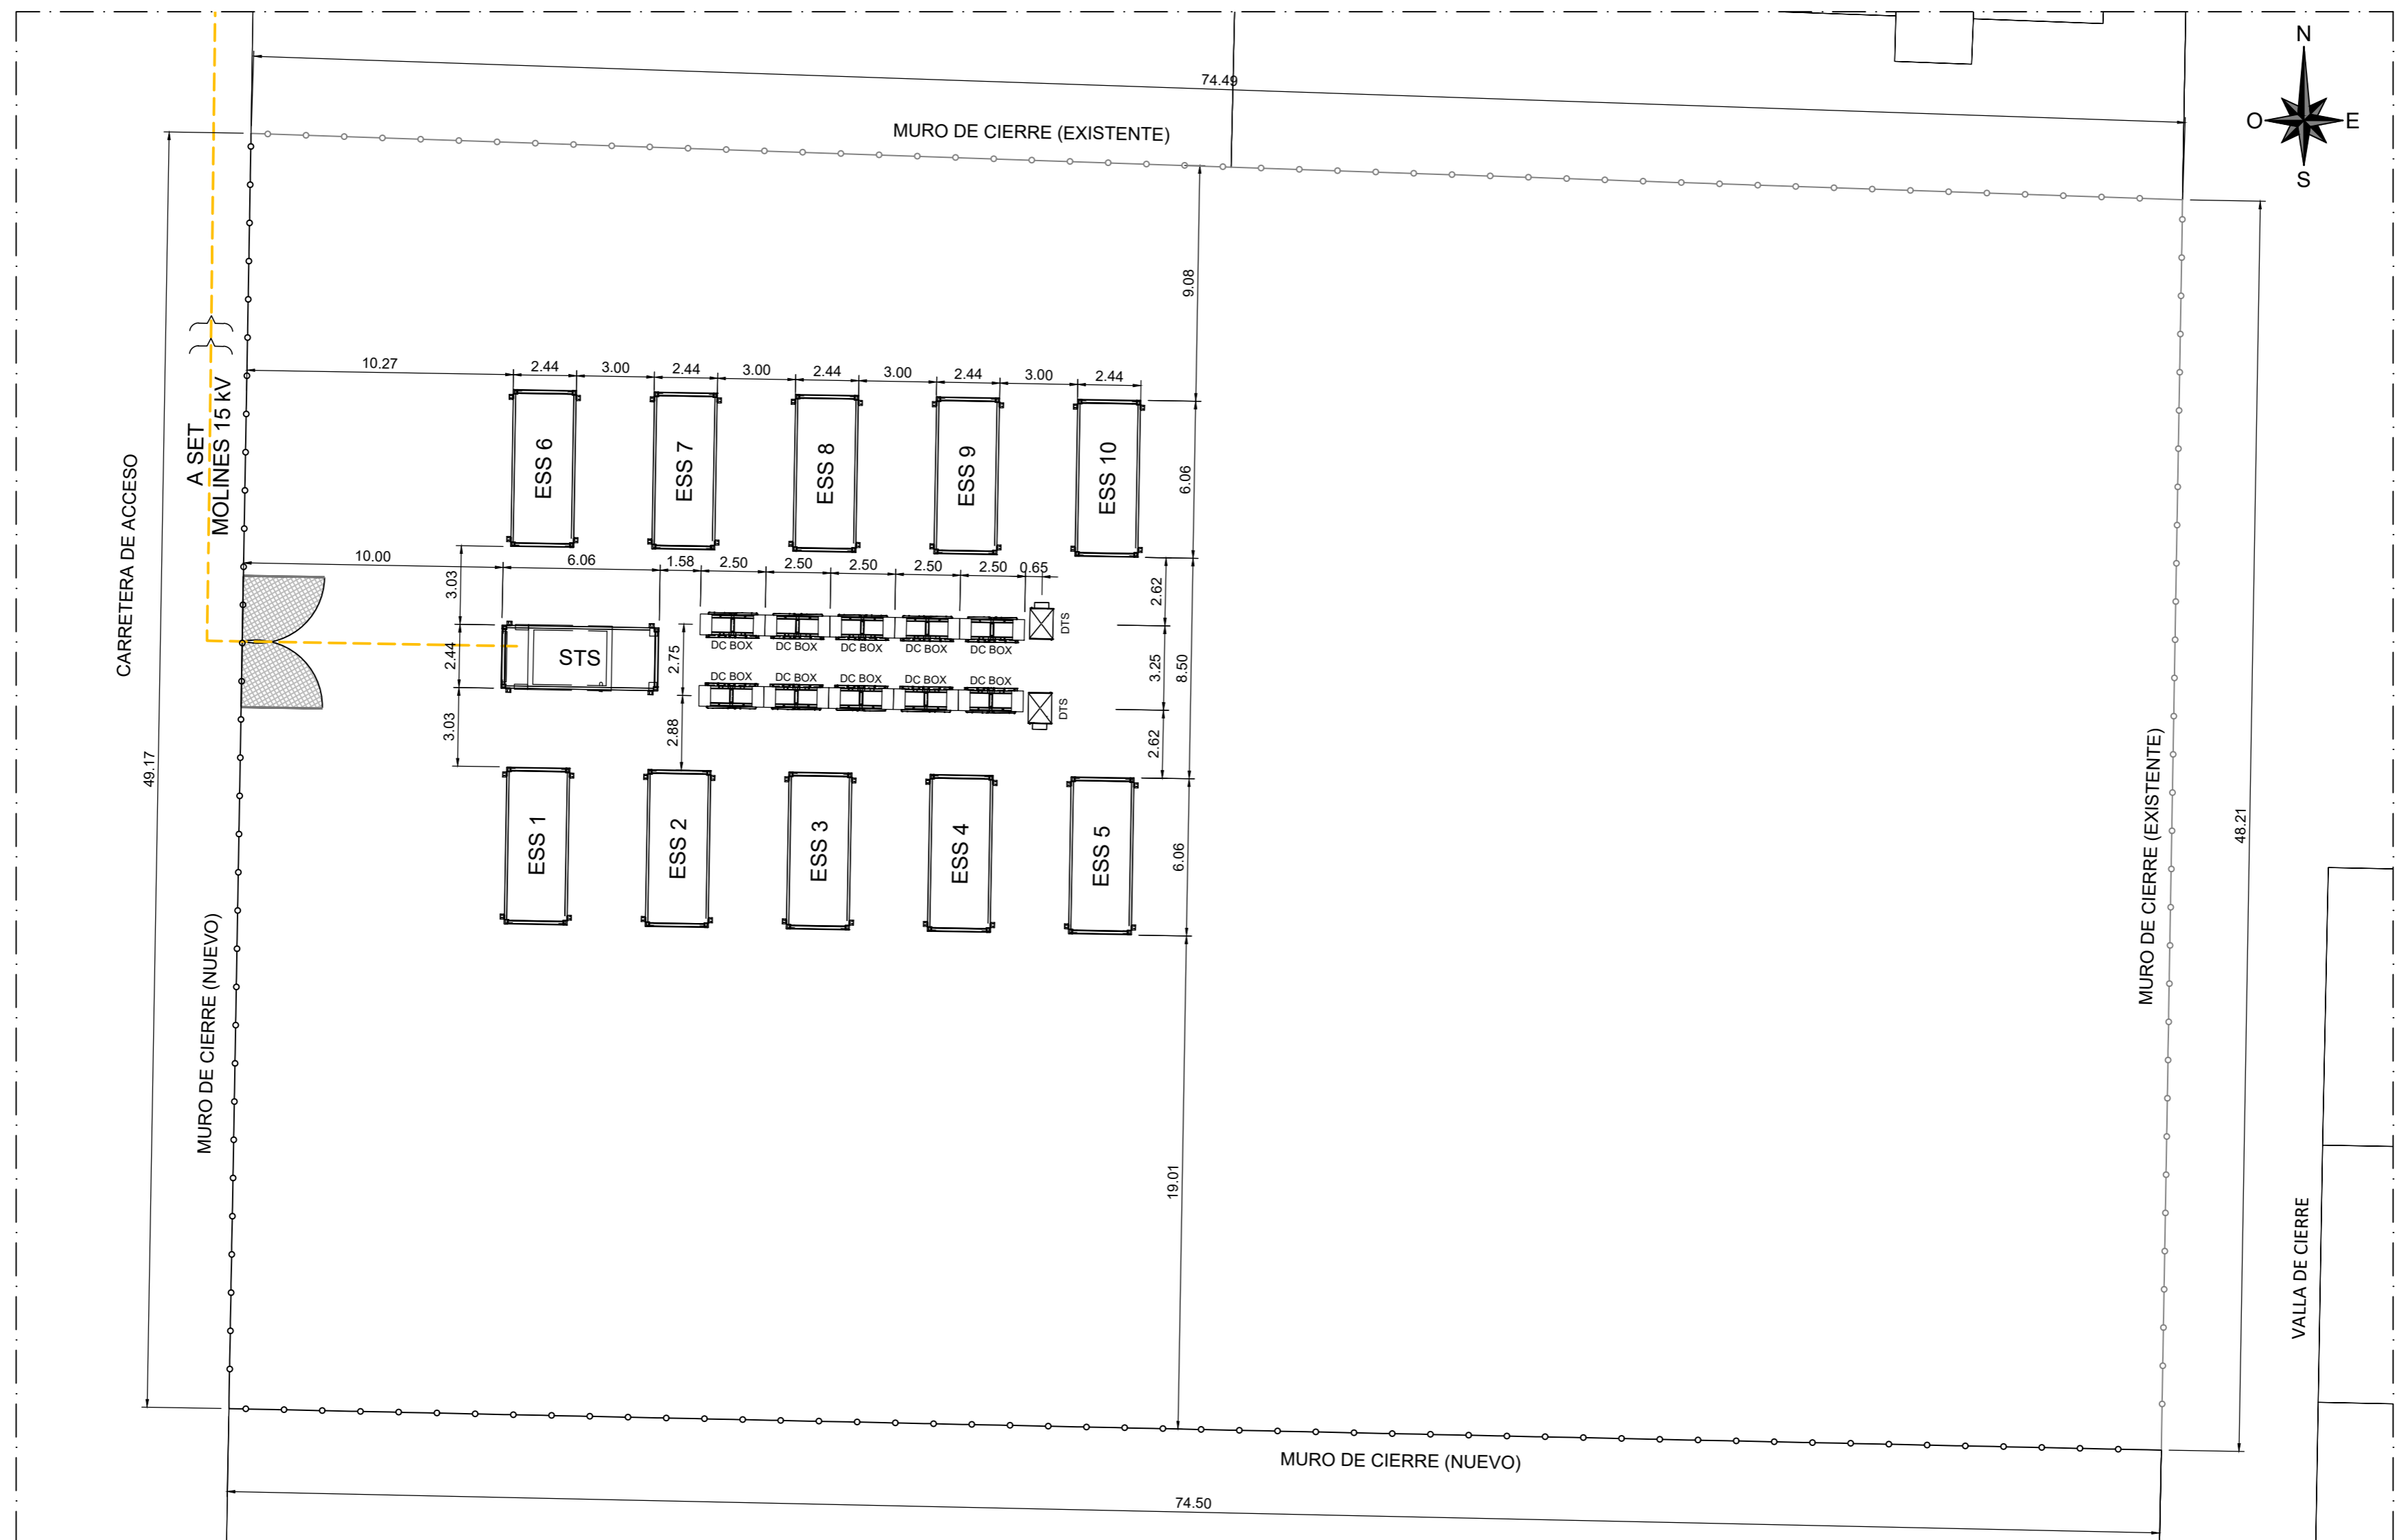 N
O
E
S
74.49
MURO DE CIERRE (EXISTENTE)
9.08
10.27
2.44
3.00
2.44
3.00
2.44
3.00
2.44
3.00
2.44
A SET
MOLINES 15 kV
CARRETERA DE ACCESO
ESS 6
ESS 7
ESS 8
ESS 9
ESS 10
6.06
10.00
6.06
1.58
2.50
2.50
2.50
2.50
2.50
0.65
3.03
2.62
2.44
STS
2.75
DC BOX
DC BOX
DC BOX
DC BOX
DC BOX
DTS
3.25
8.50
DC BOX
DC BOX
DC BOX
DC BOX
DC BOX
DTS
3.03
2.88
2.62
49.17
ESS 1
ESS 2
ESS 3
ESS 4
ESS 5
6.06
MURO DE CIERRE (EXISTENTE)
48.21
MURO DE CIERRE (NUEVO)
19.01
VALLA DE CIERRE
MURO DE CIERRE (NUEVO)
74.50